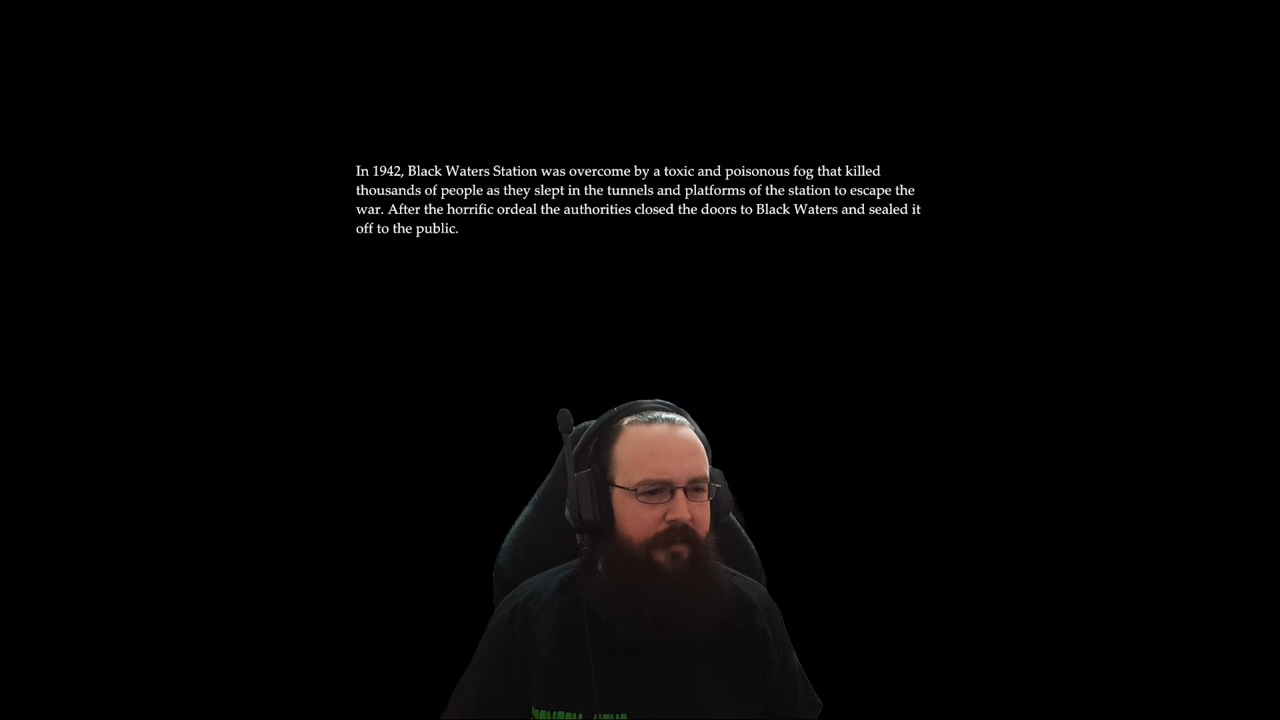 In 1942, Black Waters Station was overcome by a toxic and poisonous fog that killed
thousands of people as they slept in the tunnels and platforms of the station to escape the
war. After the horrific ordeal the authorities closed the doors to Black Waters and sealed it
off to the public.